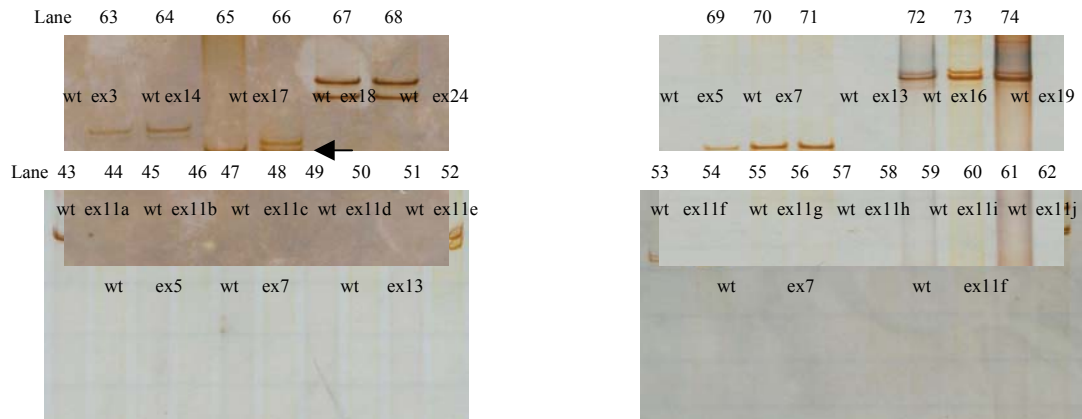 Lane 63 64 65 66 67 68 69 70 71 72 73 74
wt ex3 wt ex14 wt ex17 wt ex18 wt ex24 wt ex5 wt ex7 wt ex13 wt ex16 wt ex19
Lane 43 44 45 46 47 48 49 50 51 52 53 54 55 56 57 58 59 60 61 62
wt ex11a wt ex11b wt ex11c wt ex11d wt ex11e wt ex11f wt ex11g wt ex11h wt ex11i wt ex11j
wt ex5 wt ex7 wt ex13 wt ex7 wt ex11f